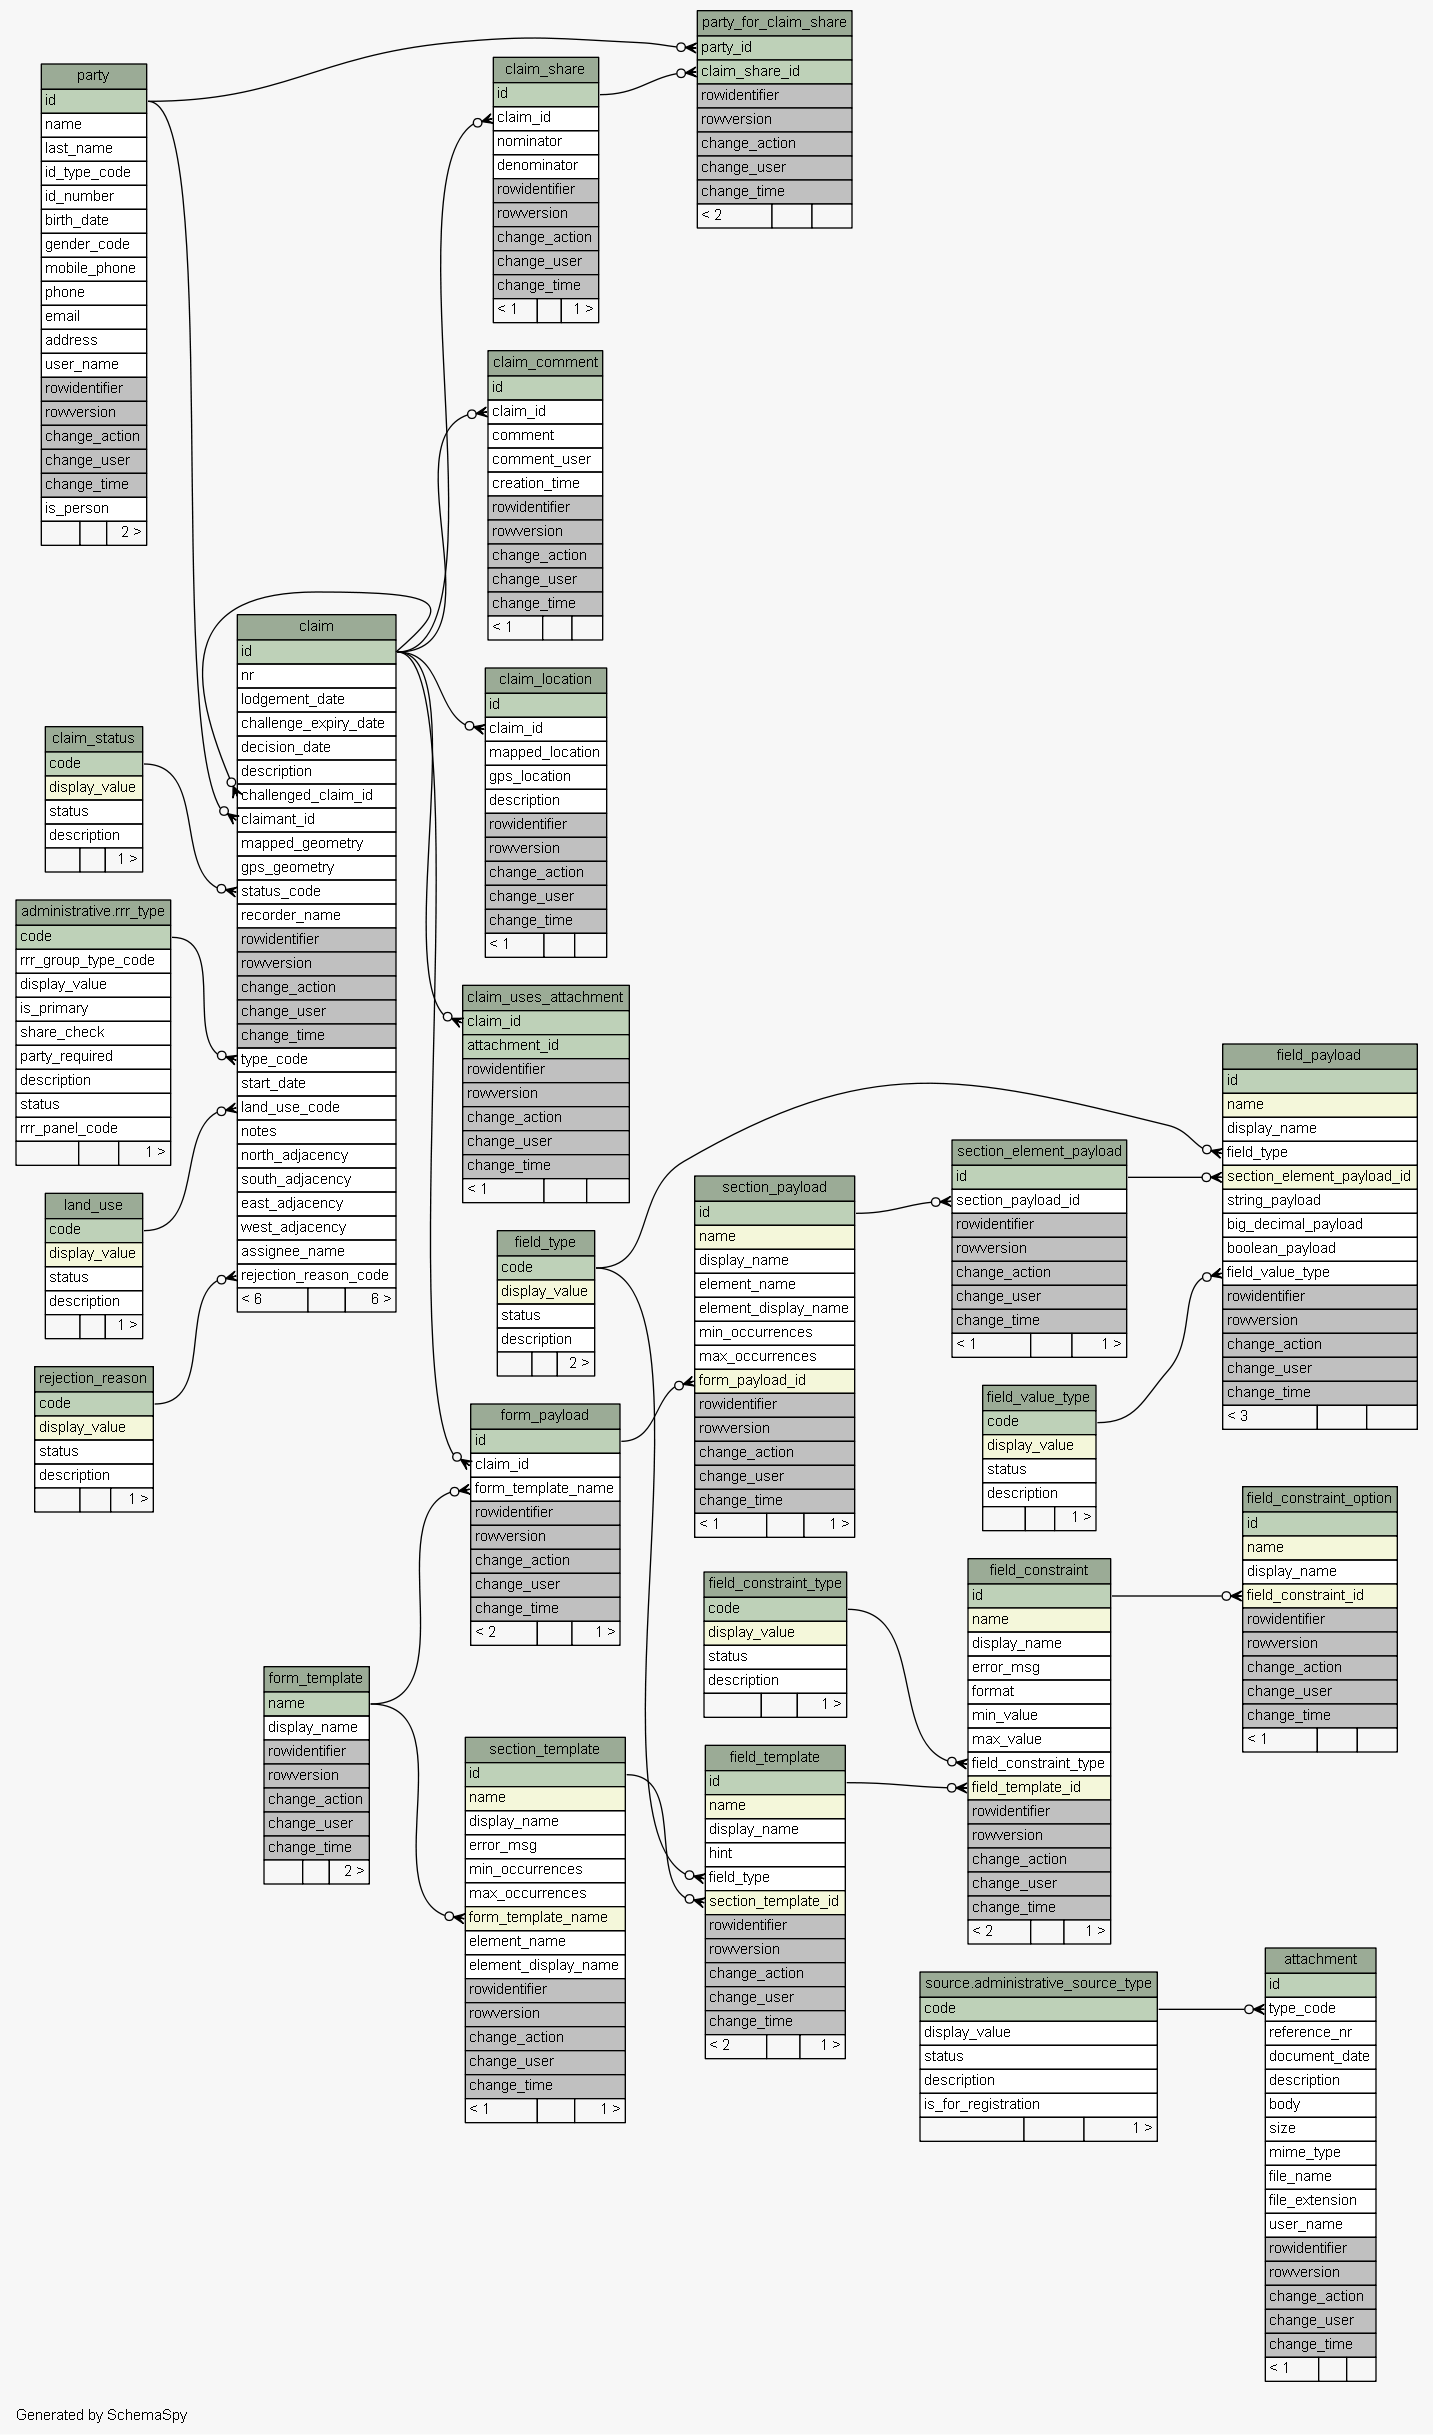 party_for_claim_share
party_id
claim_share_id
rowidentifier
rowversion
change_action
change_user
change_time
< 2
party
id
name
last_name
id_type_code
id_number
birth_date
gender_code
mobile_phone
phone
email
address
user_name
rowidentifier
rowversion
change_action
change_user
change_time
is_person
2 >
claim_share
id
claim_id
nominator
denominator
rowidentifier
rowversion
change_action
change_user
change_time
< 1 1 >
claim_comment
id
claim_id
comment
comment_user
creation_time
rowidentifier
rowversion
change_action
change_user
change_time
< 1
claim
id
nr
lodgement_date
challenge_expiry_date
decision_date
description
challenged_claim_id
claimant_id
mapped_geometry
gps_geometry
status_code
recorder_name
rowidentifier
rowversion
change_action
change_user
change_time
type_code
start_date
land_use_code
notes
north_adjacency
south_adjacency
east_adjacency
west_adjacency
assignee_name
rejection_reason_code
< 6 6 >
claim_location
id
claim_id
mapped_location
gps_location
description
rowidentifier
rowversion
change_action
change_user
change_time
< 1
claim_status
code
display_value
status
description
1 >
administrative.rrr_type
code
rrr_group_type_code
display_value
is_primary
share_check
party_required
description
status
rrr_panel_code
1 >
land_use
code
display_value
status
description
1 >
rejection_reason
code
display_value
status
description
1 >
claim_uses_attachment
claim_id
attachment_id
rowidentifier
rowversion
change_action
change_user
change_time
< 1
field_payload
id
name
display_name
field_type
section_element_payload_id
string_payload
big_decimal_payload
boolean_payload
field_value_type
rowidentifier
rowversion
change_action
change_user
change_time
< 3
section_element_payload
id
section_payload_id
rowidentifier
rowversion
change_action
change_user
change_time
< 1 1 >
section_payload
id
name
display_name
element_name
element_display_name
min_occurrences
max_occurrences
form_payload_id
rowidentifier
rowversion
change_action
change_user
change_time
< 1 1 >
field_type
code
display_value
status
description
2 >
field_value_type
code
display_value
status
description
1 >
form_payload
id
claim_id
form_template_name
rowidentifier
rowversion
change_action
change_user
change_time
< 2 1 >
field_constraint_option
id
name
display_name
field_constraint_id
rowidentifier
rowversion
change_action
change_user
change_time
< 1
field_constraint
id
name
display_name
error_msg
format
min_value
max_value
field_constraint_type
field_template_id
rowidentifier
rowversion
change_action
change_user
change_time
< 2 1 >
field_constraint_type
code
display_value
status
description
1 >
form_template
name
display_name
rowidentifier
rowversion
change_action
change_user
change_time
2 >
section_template
id
name
display_name
error_msg
min_occurrences
max_occurrences
form_template_name
element_name
element_display_name
rowidentifier
rowversion
change_action
change_user
change_time
< 1 1 >
field_template
id
name
display_name
hint
field_type
section_template_id
rowidentifier
rowversion
change_action
change_user
change_time
< 2 1 >
source.administrative_source_type
code
display_value
status
description
is_for_registration
1 >
attachment
id
type_code
reference_nr
document_date
description
body
size
mime_type
file_name
file_extension
user_name
rowidentifier
rowversion
change_action
change_user
change_time
< 1
Generated by SchemaSpy